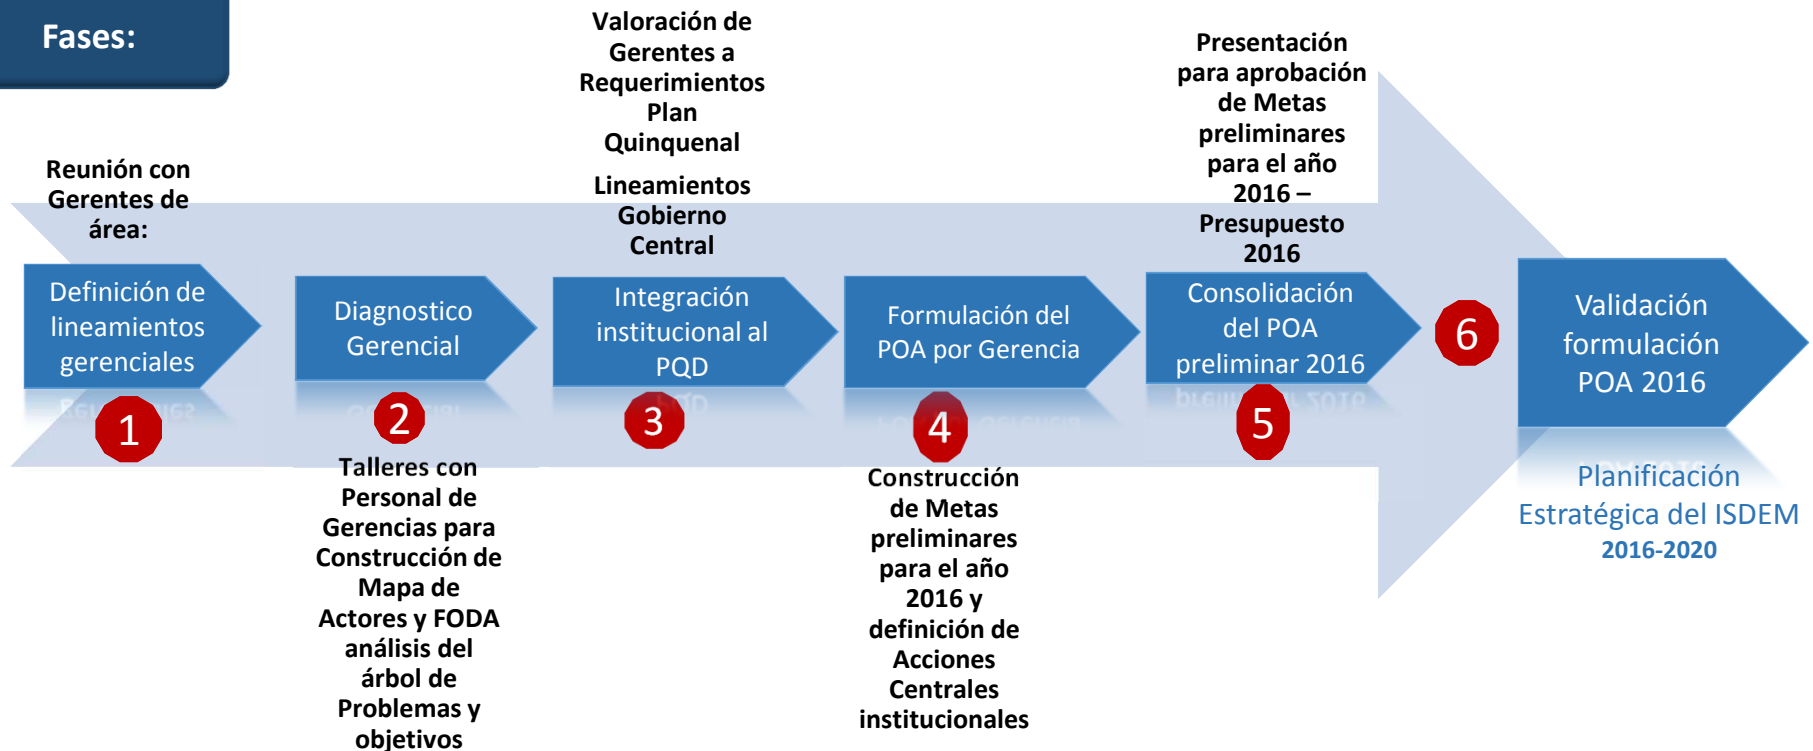 Fases:
Reunión con
Gerentes de
área:
Definición de
lineamientos
gerenciales
1
Diagnostico
Gerencial
2
Talleres con
Personal de
Gerencias para
Construcción de
Mapa de
Actores y FODA
análisis del
árbol de
Problemas y
objetivos
Valoración de
Gerentes a
Requerimientos
Plan
Quinquenal
Lineamientos
Gobierno
Central
Integración
institucional al
PQD
3
Formulación del
POA por Gerencia
4
Construcción
de Metas
preliminares
para el año
2016 y
definición de
Acciones
Centrales
institucionales
Presentación
para aprobación
de Metas
preliminares
para el año
2016 –
Presupuesto
2016
Consolidación
del POA
preliminar 2016
5
6
Validación
formulación
POA 2016
Planificación
Estratégica del ISDEM
2016-2020